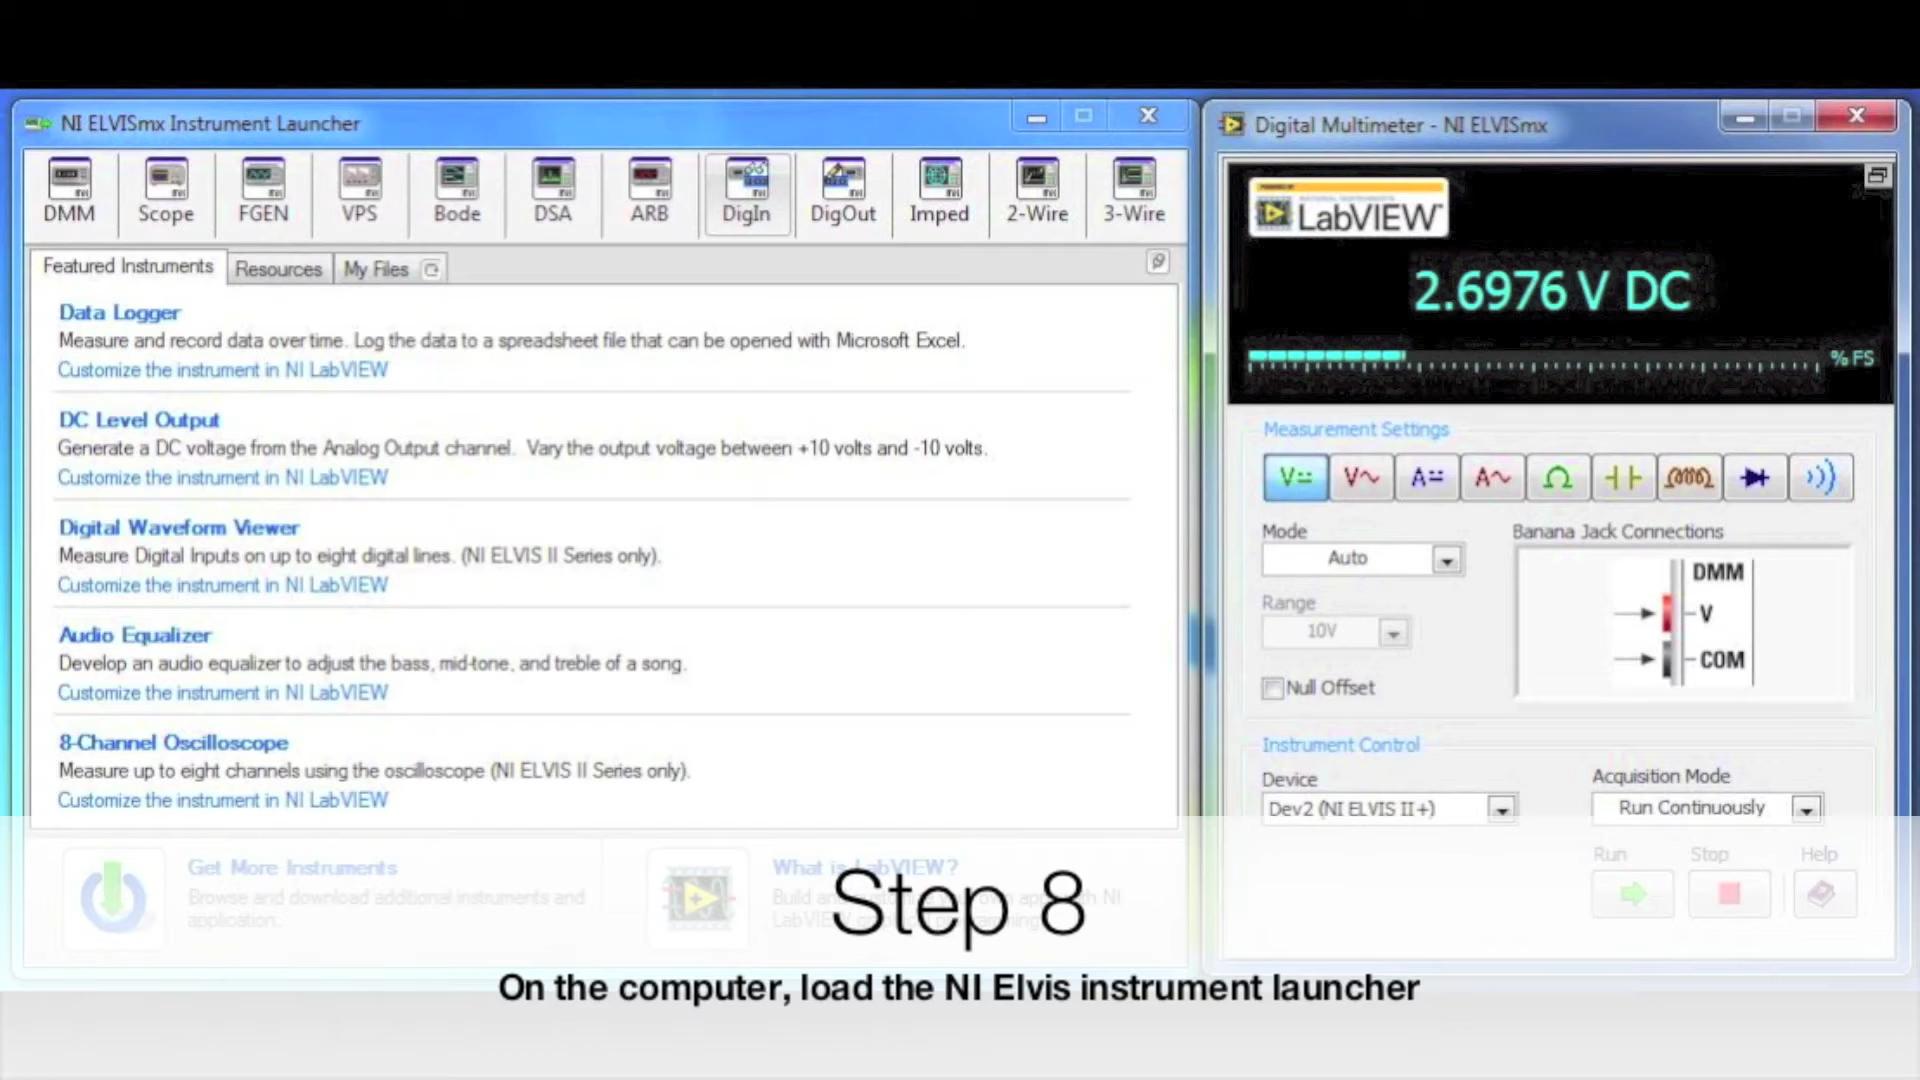 NI ELVISmx Instrument Launcher
DMM Scope FGEN VPS Bode DSA ARB DigIn DigOut Imped 2-Wire 3-Wire
Featured Instruments Resources My Files
Data Logger
Measure and record data over time. Log the data to a spreadsheet file that can be opened with Microsoft Excel.
Customize the instrument in NI LabVIEW
DC Level Output
Generate a DC voltage from the Analog Output channel. Vary the output voltage between +10 volts and -10 volts.
Customize the instrument in NI LabVIEW
Digital Waveform Viewer
Measure Digital Inputs on up to eight digital lines. (NI ELVIS II Series only).
Customize the instrument in NI LabVIEW
Audio Equalizer
Develop an audio equalizer to adjust the bass, mid-tone, and treble of a song.
Customize the instrument in NI LabVIEW
8-Channel Oscilloscope
Measure up to eight channels using the oscilloscope (NI ELVIS II Series only).
Customize the instrument in NI LabVIEW
Get More Instruments
Browse and download additional instruments and
application.
What is LabVIEW?
Digital Multimeter - NI ELVISmx
LabVIEW
2.6976 V DC
% FS
Measurement Settings
V V A A
Mode
Auto
Banana Jack Connections
DMM
V
COM
Range
10V
Null Offset
Instrument Control
Device
Dev2 (NI ELVIS II+)
Acquisition Mode
Run Continuously
Run Stop Help
Step 8
On the computer, load the NI Elvis instrument launcher